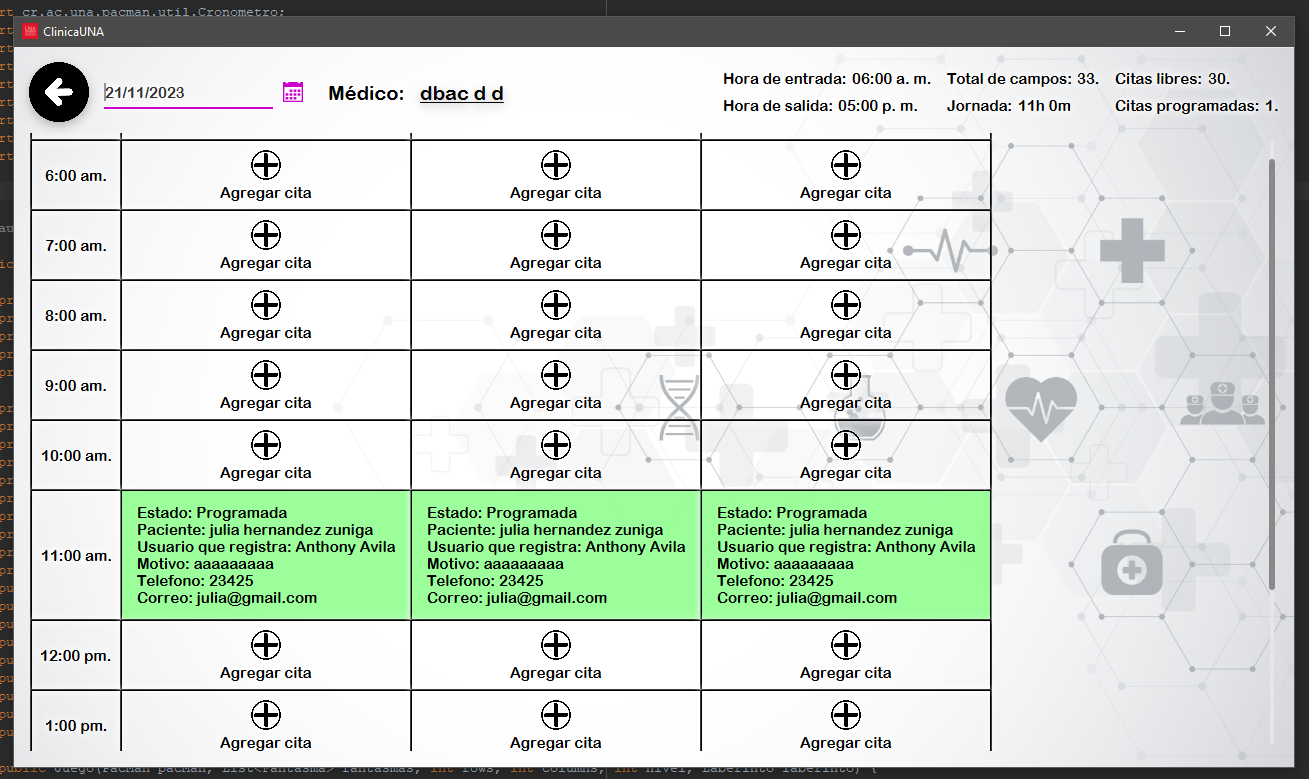 rt cr.ac.una.pacman.util.Cronometro;
ClinicaUNA
21/11/2023
Médico: dbac d d
Hora de entrada: 06:00 a. m. Total de campos: 33. Citas libres: 30.
Hora de salida: 05:00 p. m. Jornada: 11h 0m Citas programadas: 1.
6:00 am. Agregar cita Agregar cita Agregar cita
7:00 am. Agregar cita Agregar cita Agregar cita
8:00 am. Agregar cita Agregar cita Agregar cita
9:00 am. Agregar cita Agregar cita Agregar cita
10:00 am. Agregar cita Agregar cita Agregar cita
11:00 am.
Estado: Programada
Paciente: julia hernandez zuniga
Usuario que registra: Anthony Avila
Motivo: aaaaaaaaa
Telefono: 23425
Correo: julia@gmail.com
Estado: Programada
Paciente: julia hernandez zuniga
Usuario que registra: Anthony Avila
Motivo: aaaaaaaaa
Telefono: 23425
Correo: julia@gmail.com
Estado: Programada
Paciente: julia hernandez zuniga
Usuario que registra: Anthony Avila
Motivo: aaaaaaaaa
Telefono: 23425
Correo: julia@gmail.com
12:00 pm. Agregar cita Agregar cita Agregar cita
1:00 pm. Agregar cita Agregar cita Agregar cita
public Juego(PacMan pacMan, List<Fantasma> fantasmas, int rows, int columns, int nivel, Laberinto laberinto) {